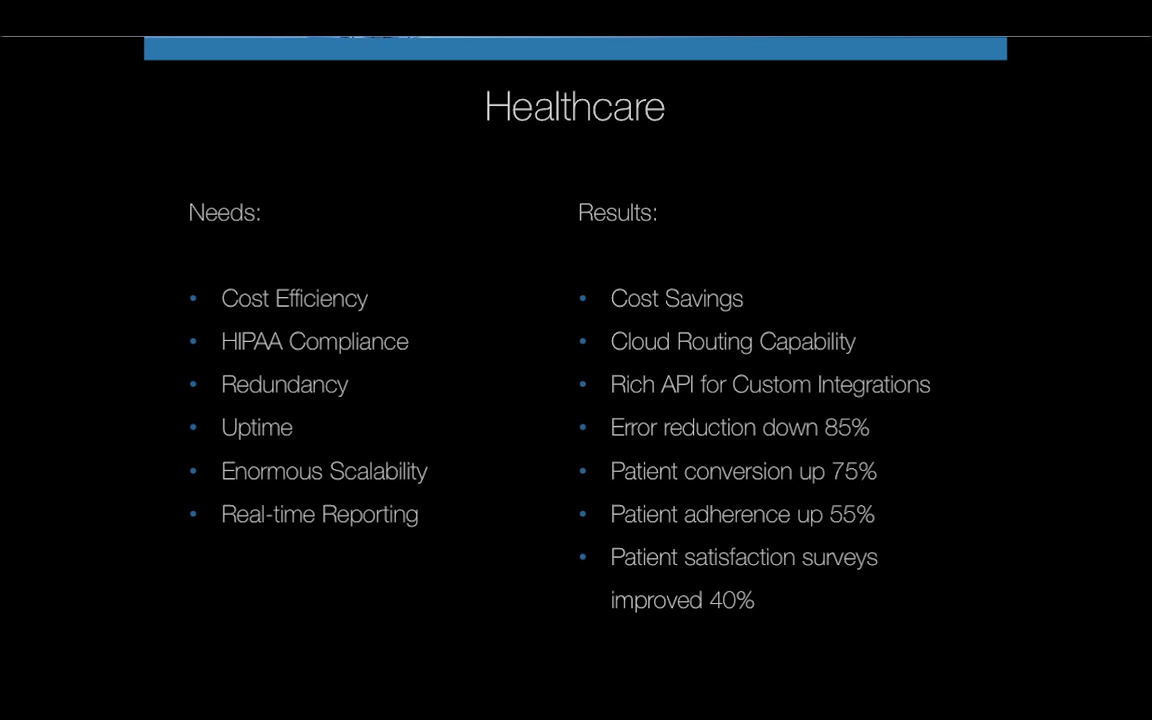 Healthcare
Needs:
• Cost Efficiency
• HIPAA Compliance
• Redundancy
• Uptime
• Enormous Scalability
• Real-time Reporting
Results:
• Cost Savings
• Cloud Routing Capability
• Rich API for Custom Integrations
• Error reduction down 85%
• Patient conversion up 75%
• Patient adherence up 55%
• Patient satisfaction surveys
improved 40%